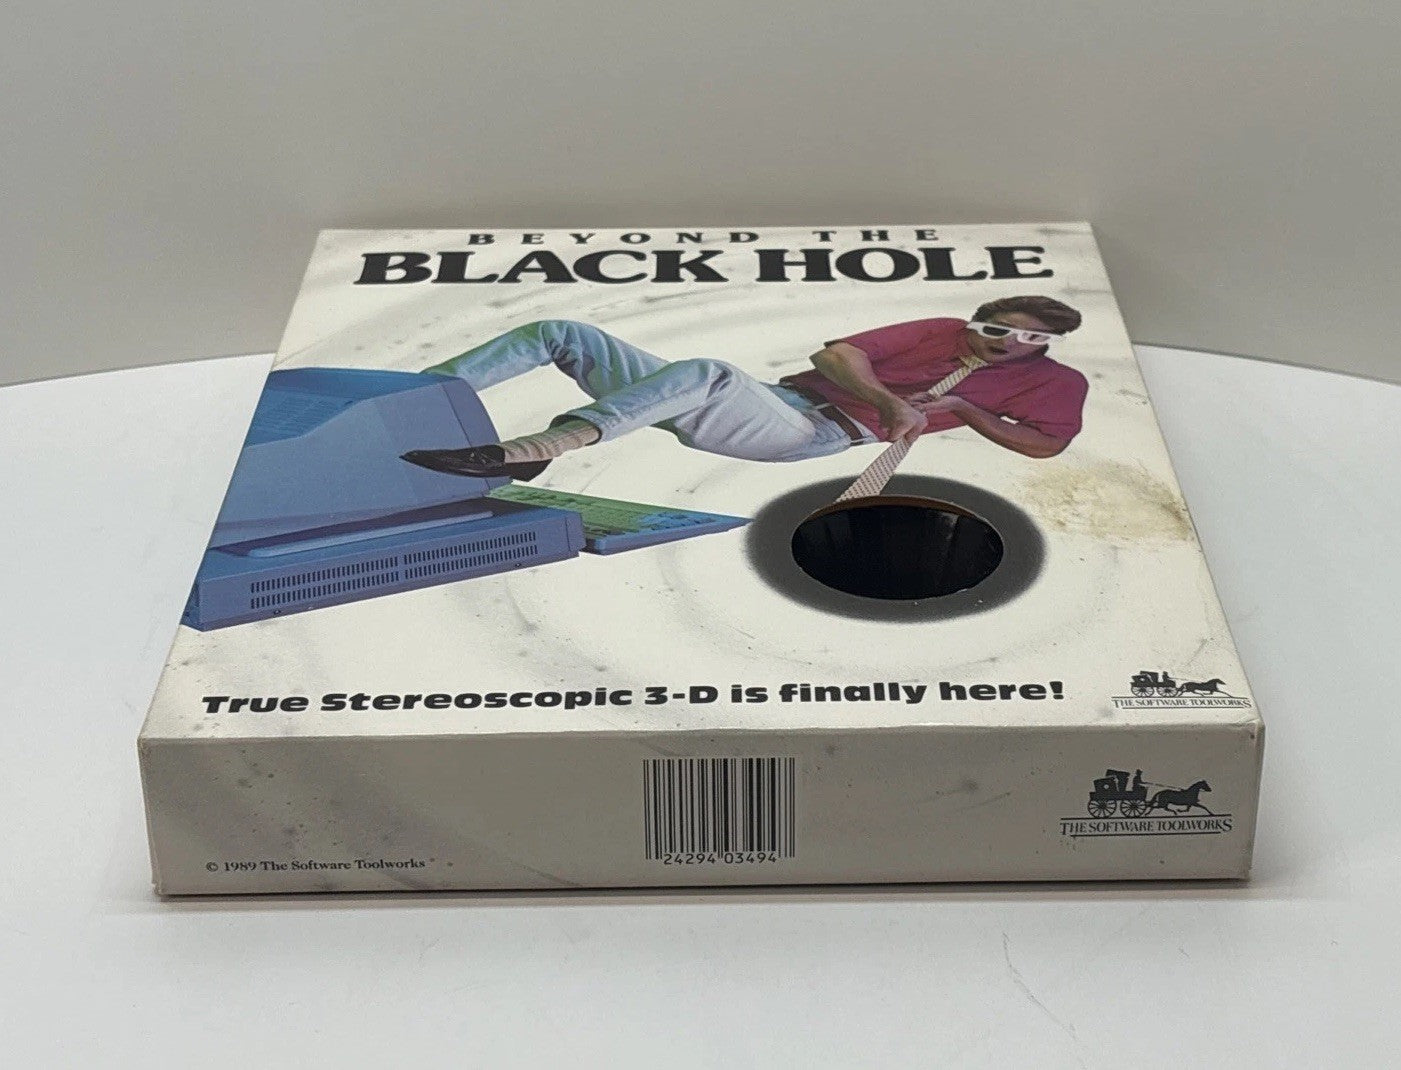 BEYOND THE
BLACK HOLE
True Stereoscopic 3-D is finally here!
THE SOFTWARE TOOLWORKS
© 1989 The Software Toolworks
24294 03494
THE SOFTWARE TOOLWORKS